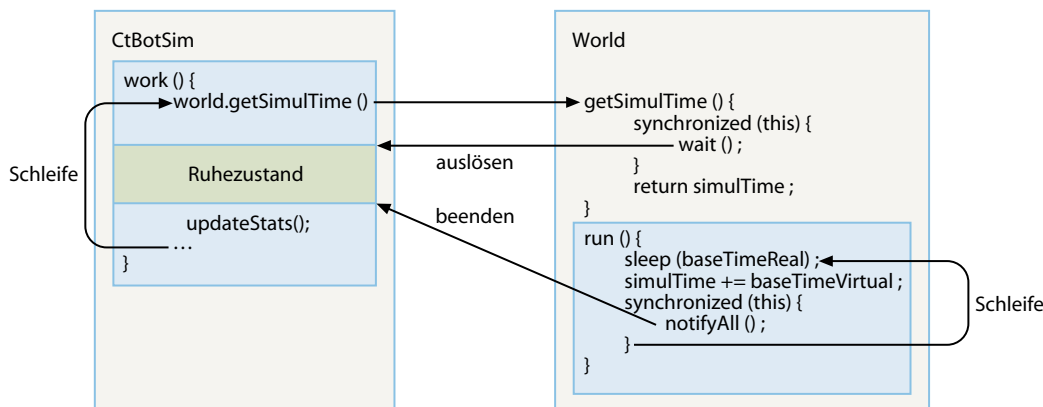 CtBotSim
work () {
world.getSimulTime ()
Schleife
Ruhezustand
updateStats();
...
}
auslösen
beenden
World
getSimulTime () {
synchronized (this) {
wait () ;
}
return simulTime ;
}
run () {
sleep (baseTimeReal) ;
simulTime += baseTimeVirtual ;
synchronized (this) {
notifyAll () ;
}
}
Schleife